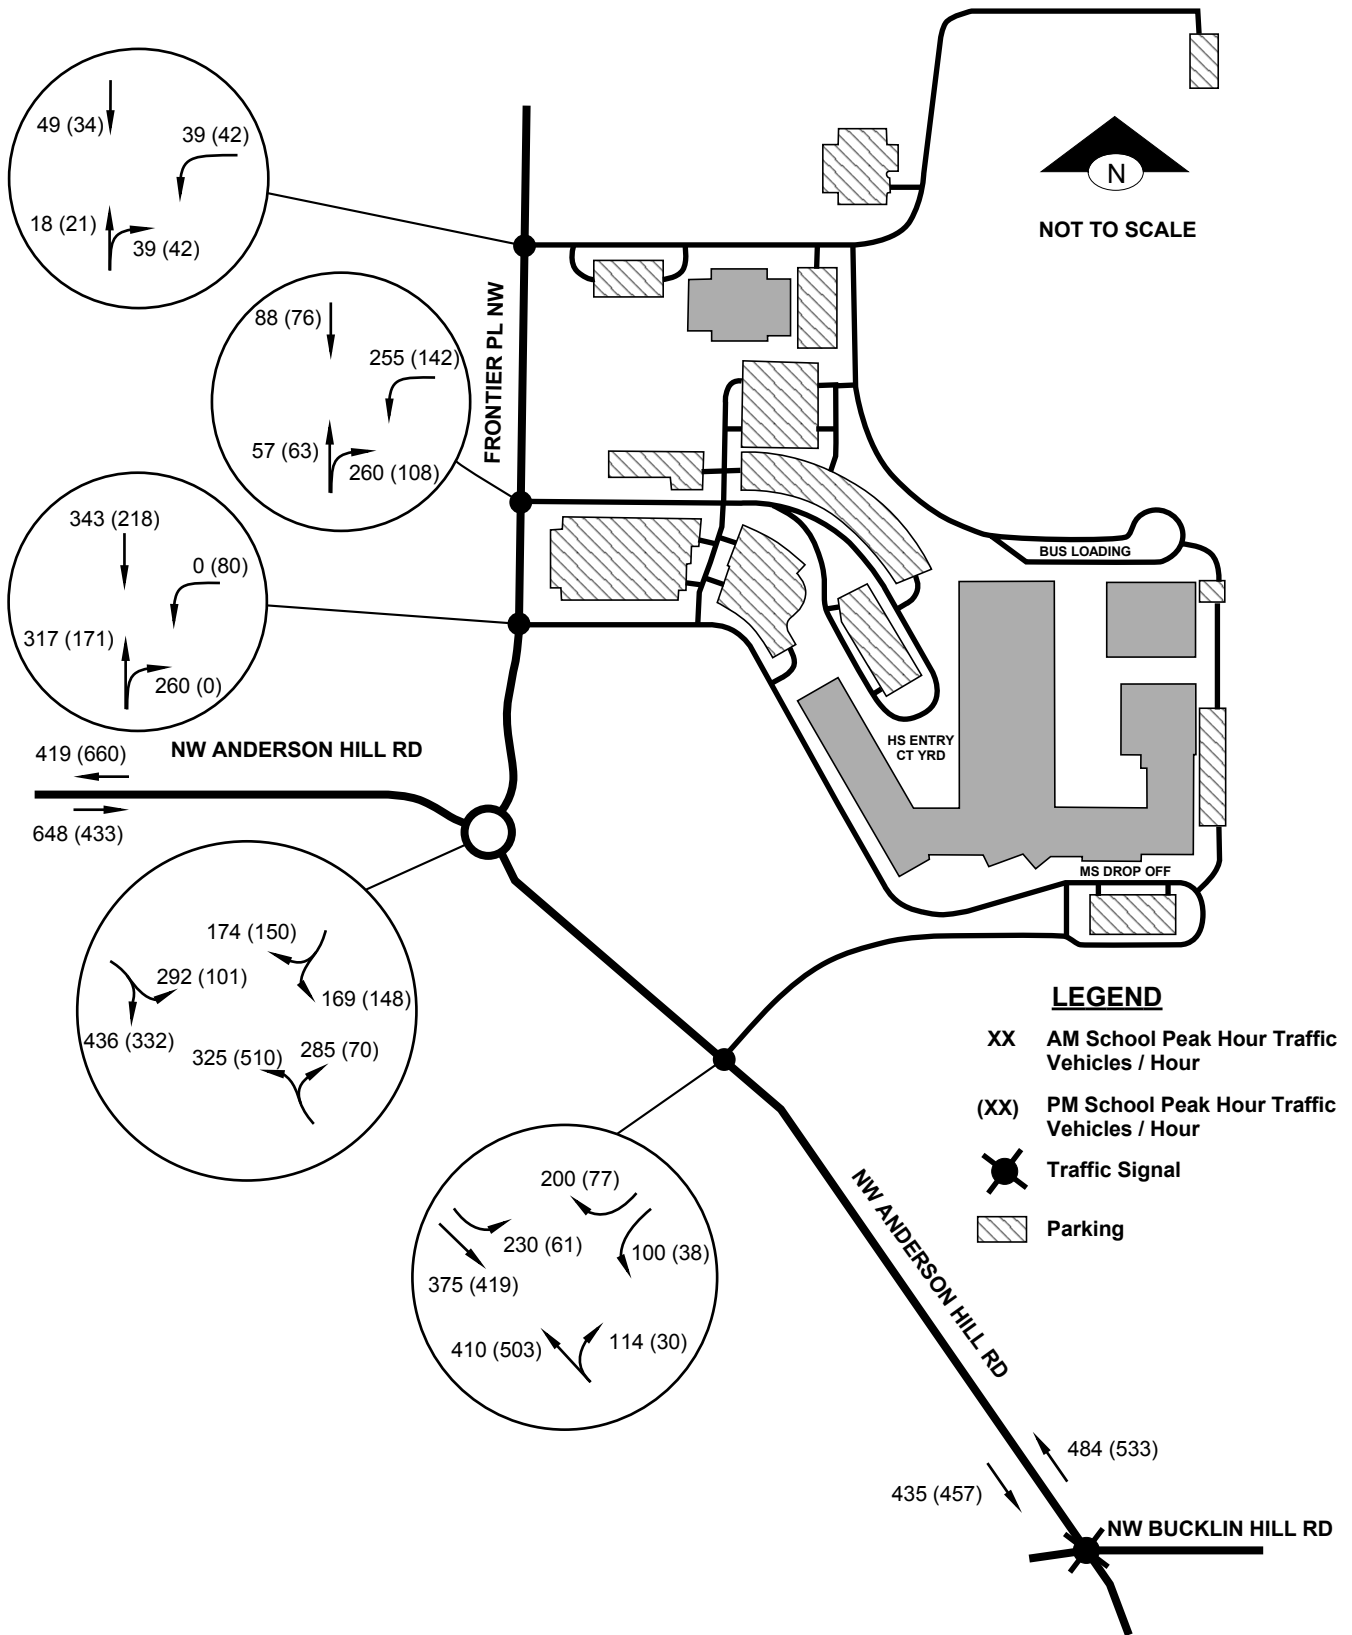 49 (34)
39 (42)
18 (21)
39 (42)
N
NOT TO SCALE
88 (76)
255 (142)
57 (63)
260 (108)
FRONTIER PL NW
343 (218)
0 (80)
317 (171)
260 (0)
BUS LOADING
HS ENTRY
CT YRD
MS DROP OFF
419 (660)
NW ANDERSON HILL RD
648 (433)
174 (150)
292 (101)
169 (148)
436 (332)
325 (510)
285 (70)
200 (77)
230 (61)
100 (38)
375 (419)
410 (503)
114 (30)
LEGEND
XX AM School Peak Hour Traffic
Vehicles / Hour
(XX) PM School Peak Hour Traffic
Vehicles / Hour
Traffic Signal
Parking
NW ANDERSON HILL RD
484 (533)
435 (457)
NW BUCKLIN HILL RD